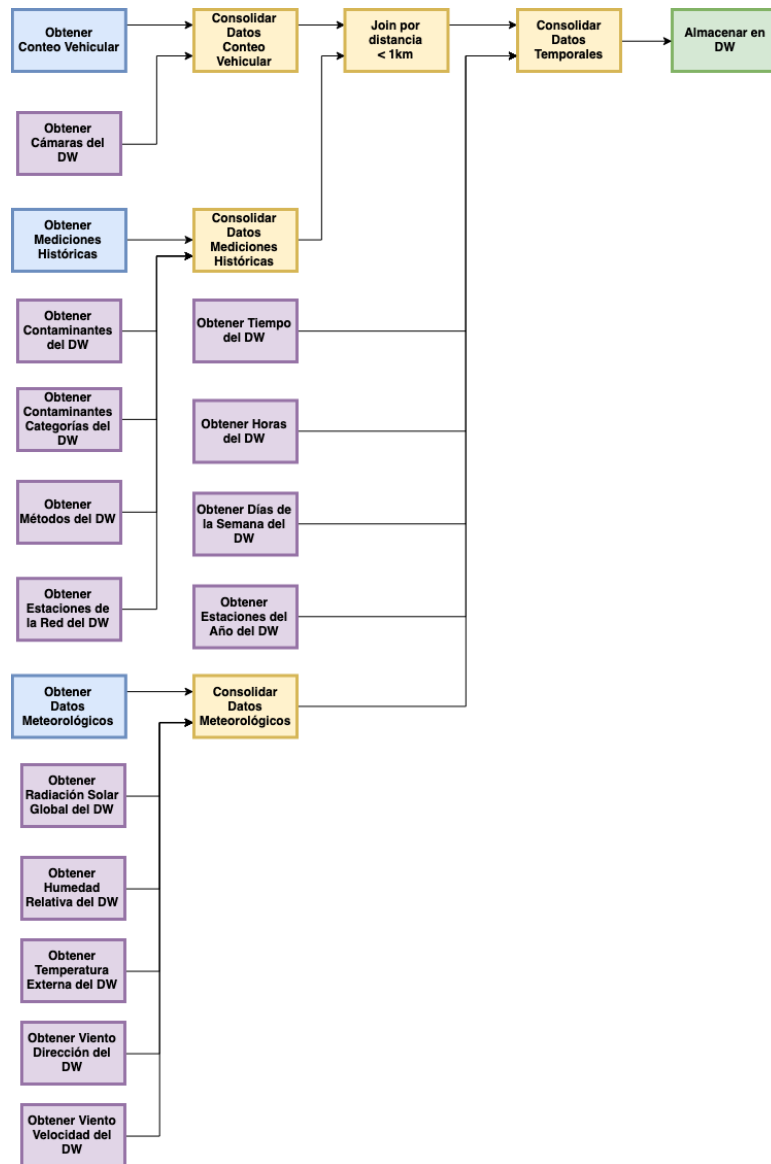 Obtener
Conteo Vehicular
Consolidar
Datos
Conteo
Vehicular
Join por
distancia
< 1km
Consolidar
Datos
Temporales
Almacenar en
DW
Obtener
Cámaras del
DW
Obtener
Mediciones
Históricas
Consolidar
Datos
Mediciones
Históricas
Obtener
Contaminantes
del DW
Obtener Tiempo
del DW
Obtener
Contaminantes
Categorías del
DW
Obtener Horas
del DW
Obtener
Métodos del DW
Obtener Días de
la Semana del
DW
Obtener
Estaciones de
la Red del DW
Obtener
Estaciones del
Año del DW
Obtener
Datos
Meteorológicos
Consolidar
Datos
Meteorológicos
Obtener
Radiación Solar
Global del DW
Obtener
Humedad
Relativa del DW
Obtener
Temperatura
Externa del DW
Obtener Viento
Dirección del
DW
Obtener Viento
Velocidad del
DW